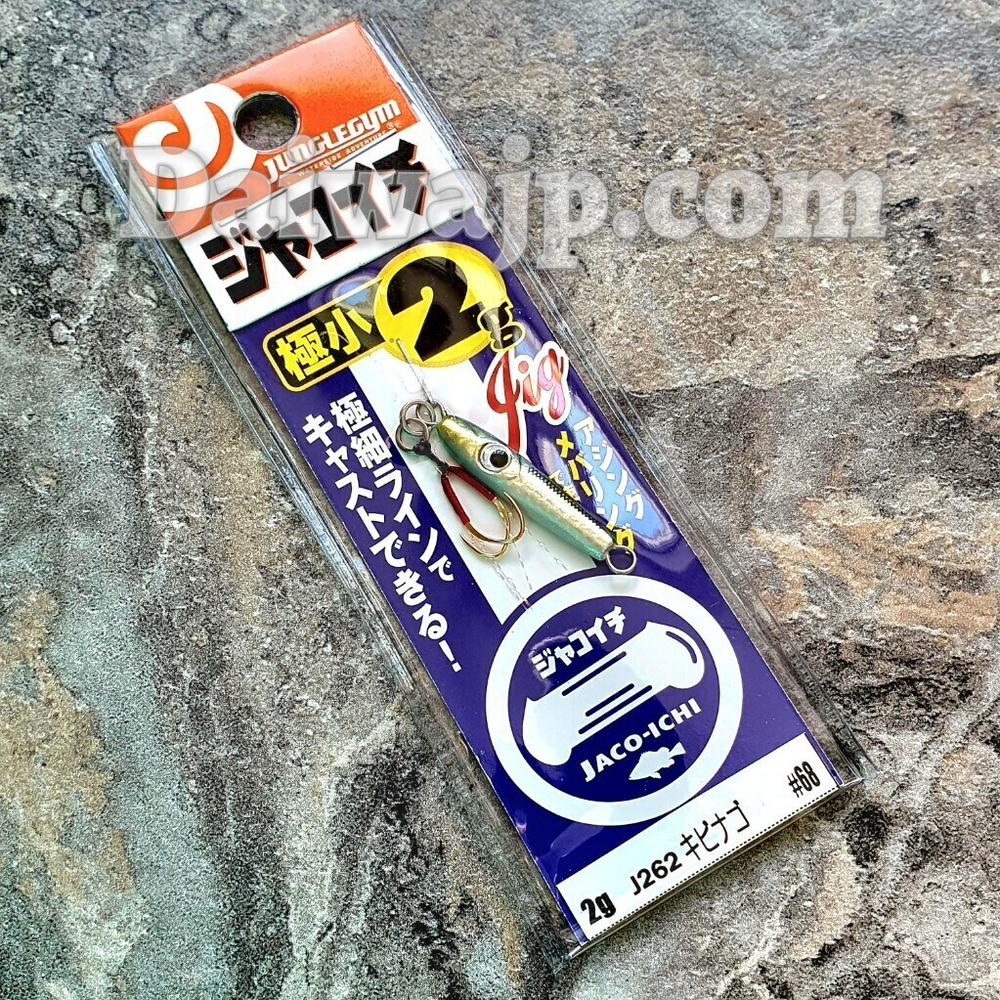 JUNGLEGYM
WATERSIDE ADVENTURE
Daiwajp.com
ジャコイチ
極小
2g
Jig
アジング
メバリング
極細ラインで
キャストできる!
ジャコイチ
JACO-ICHI
2g J262 キビナゴ #68